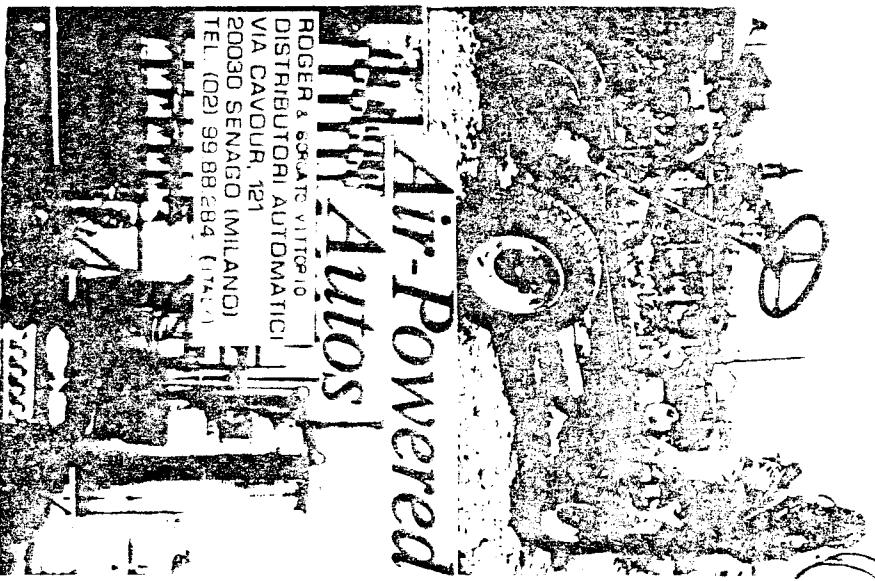 Air-Powered
Autos
ROGER & BORGATO VITTORIO
DISTRIBUTORI AUTOMATICI
VIA CAVOUR, 121
20030 SENAGO (MILANO)
TEL. (02) 99.88.284 (ITALY)